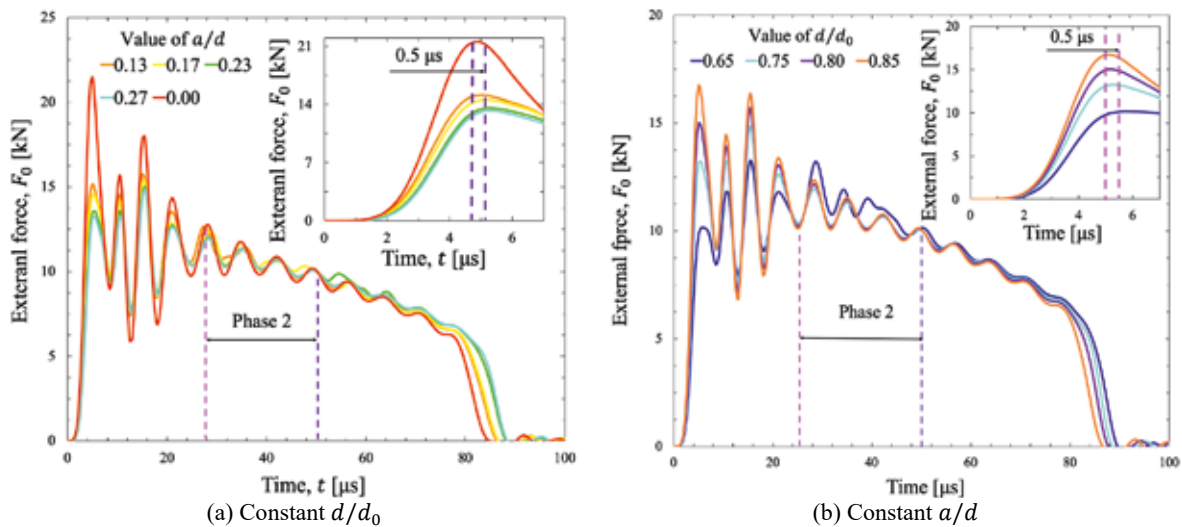 Value of a/d
0.13 0.17 0.23
0.27 0.00
Exteranl force, F₀ [kN]
25
20
15
10
5
0
0 20 40 60 80 100
Time, t [μs]
Phase 2
Exteranl force, F₀ [kN]
21
14
7
0
0 2 4 6
Time, t [μs]
0.5 μs
(a) Constant d/d₀
Value of d/d₀
0.65 0.75 0.80 0.85
External fprce, F₀ [kN]
20
15
10
5
0
0 20 40 60 80 100
Time [μs]
Phase 2
External force, F₀ [kN]
20
15
10
5
0
0 2 4 6
Time [μs]
0.5 μs
(b) Constant a/d